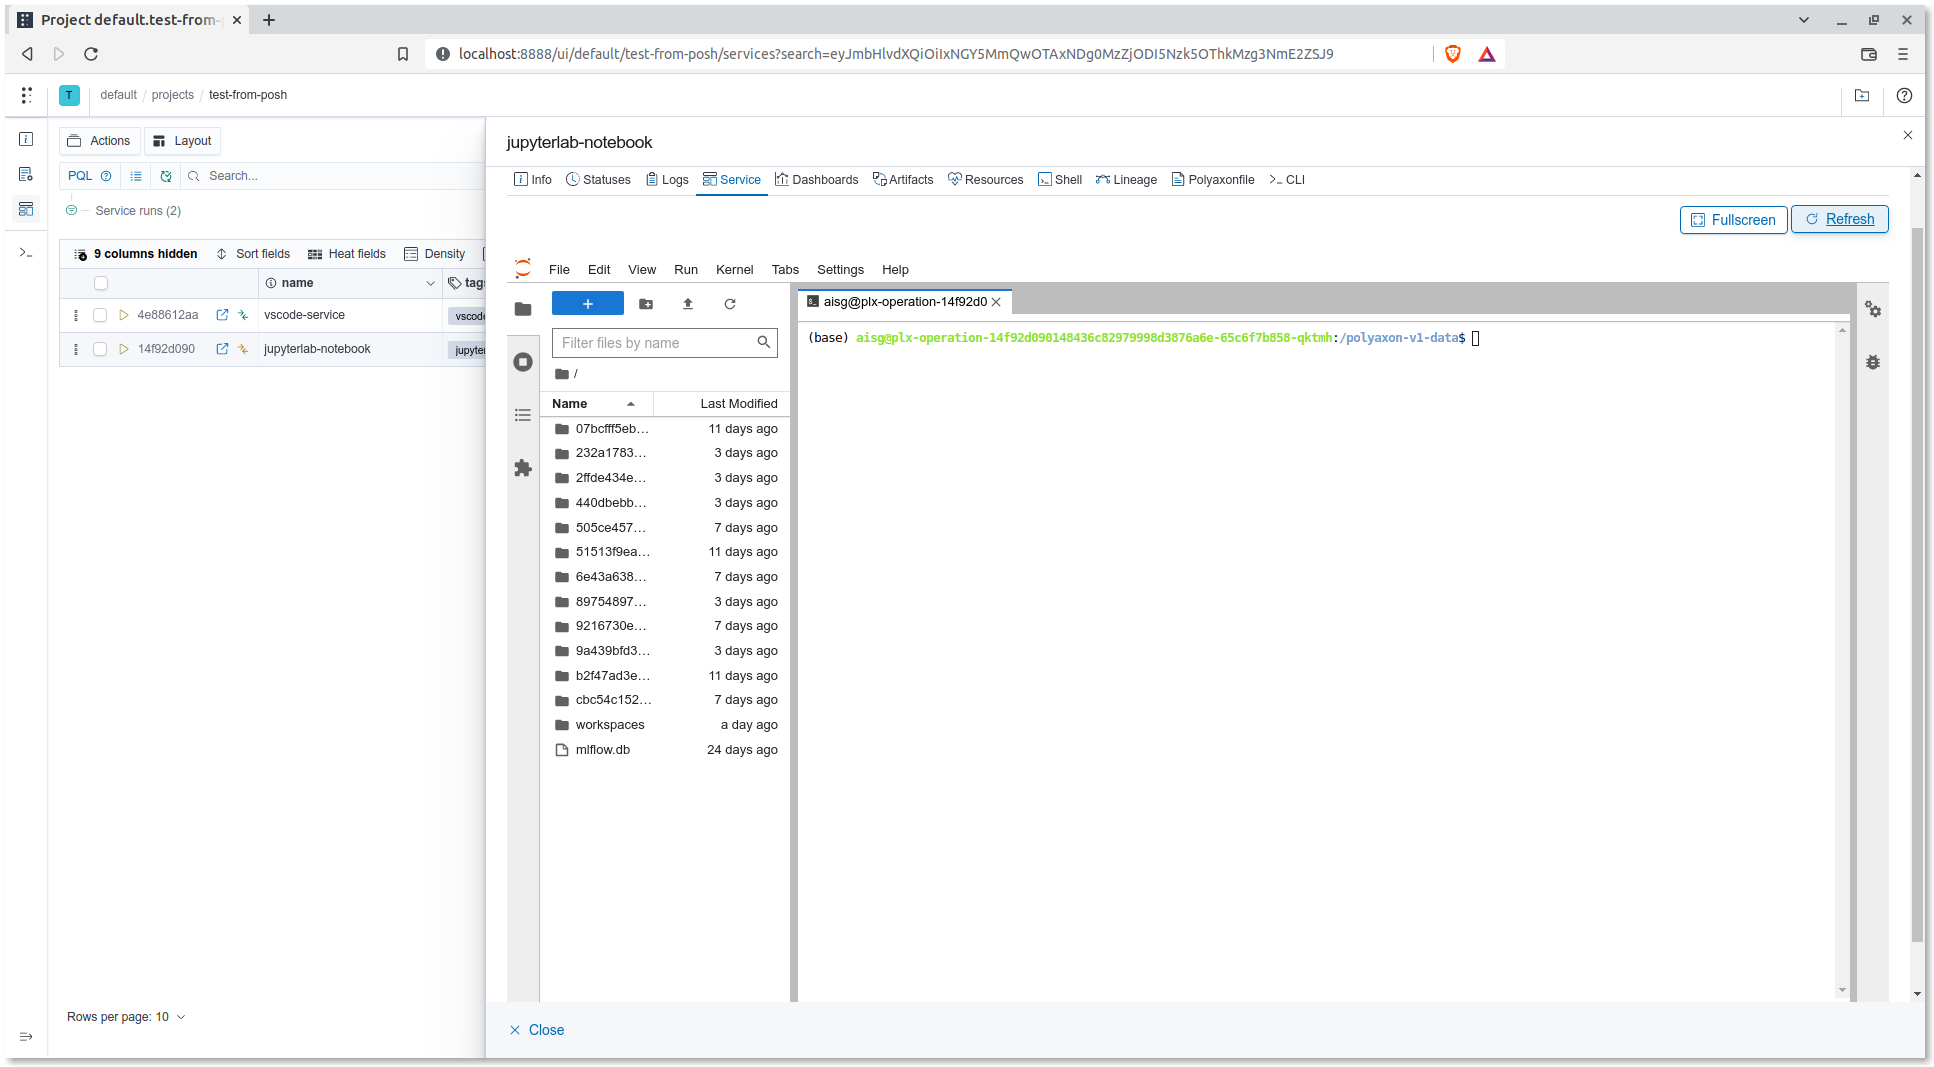 Project default.test-from-
localhost:8888/ui/default/test-from-posh/services?search=eyJmbHlvdXQiOiIxNGY5MmQwOTAxNDg0MzZjODI5Nzk5OThkMzg3NmE2ZSJ9
T default / projects / test-from-posh
Actions Layout
PQL Search...
Service runs (2)
9 columns hidden Sort fields Heat fields Density
name tags
4e88612aa vscode-service vscode
14f92d090 jupyterlab-notebook jupyter
Rows per page: 10
jupyterlab-notebook
Info Statuses Logs Service Dashboards Artifacts Resources Shell Lineage Polyaxonfile CLI
Fullscreen Refresh
File Edit View Run Kernel Tabs Settings Help
Filter files by name
/
Name Last Modified
07bcfff5eb… 11 days ago
232a1783… 3 days ago
2ffde434e… 3 days ago
440dbebb… 3 days ago
505ce457… 7 days ago
51513f9ea… 11 days ago
6e43a638… 7 days ago
89754897… 3 days ago
9216730e… 7 days ago
9a439bfd3… 3 days ago
b2f47ad3e… 11 days ago
cbc54c152… 7 days ago
workspaces a day ago
mlflow.db 24 days ago
aisg@plx-operation-14f92d0
(base) aisg@plx-operation-14f92d090148436c82979998d3876a6e-65c6f7b858-qktmh:/polyaxon-v1-data$
Close